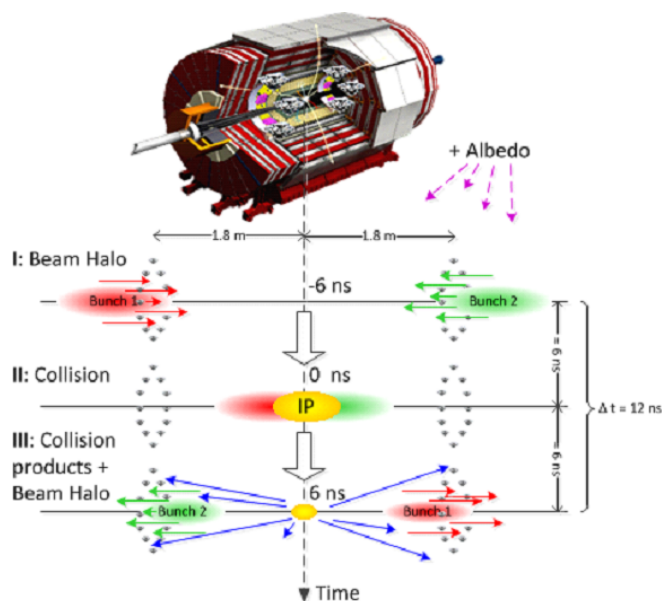 + Albedo
1.8 m
1.8 m
I: Beam Halo
-6 ns
Bunch 1
Bunch 2
= 6 ns
II: Collision
0 ns
IP
Δ t = 12 ns
III: Collision
products +
Beam Halo
6 ns
= 6 ns
Bunch 2
Bunch 1
Time